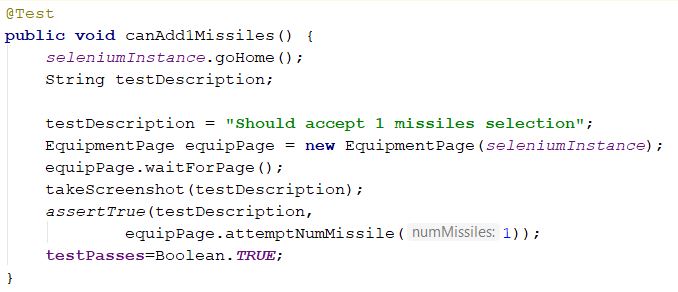 @Test
public void canAdd1Missiles() {
    seleniumInstance.goHome();
    String testDescription;

    testDescription = "Should accept 1 missiles selection";
    EquipmentPage equipPage = new EquipmentPage(seleniumInstance);
    equipPage.waitForPage();
    takeScreenshot(testDescription);
    assertTrue(testDescription,
            equipPage.attemptNumMissile( numMissiles: 1));
    testPasses=Boolean.TRUE;
}